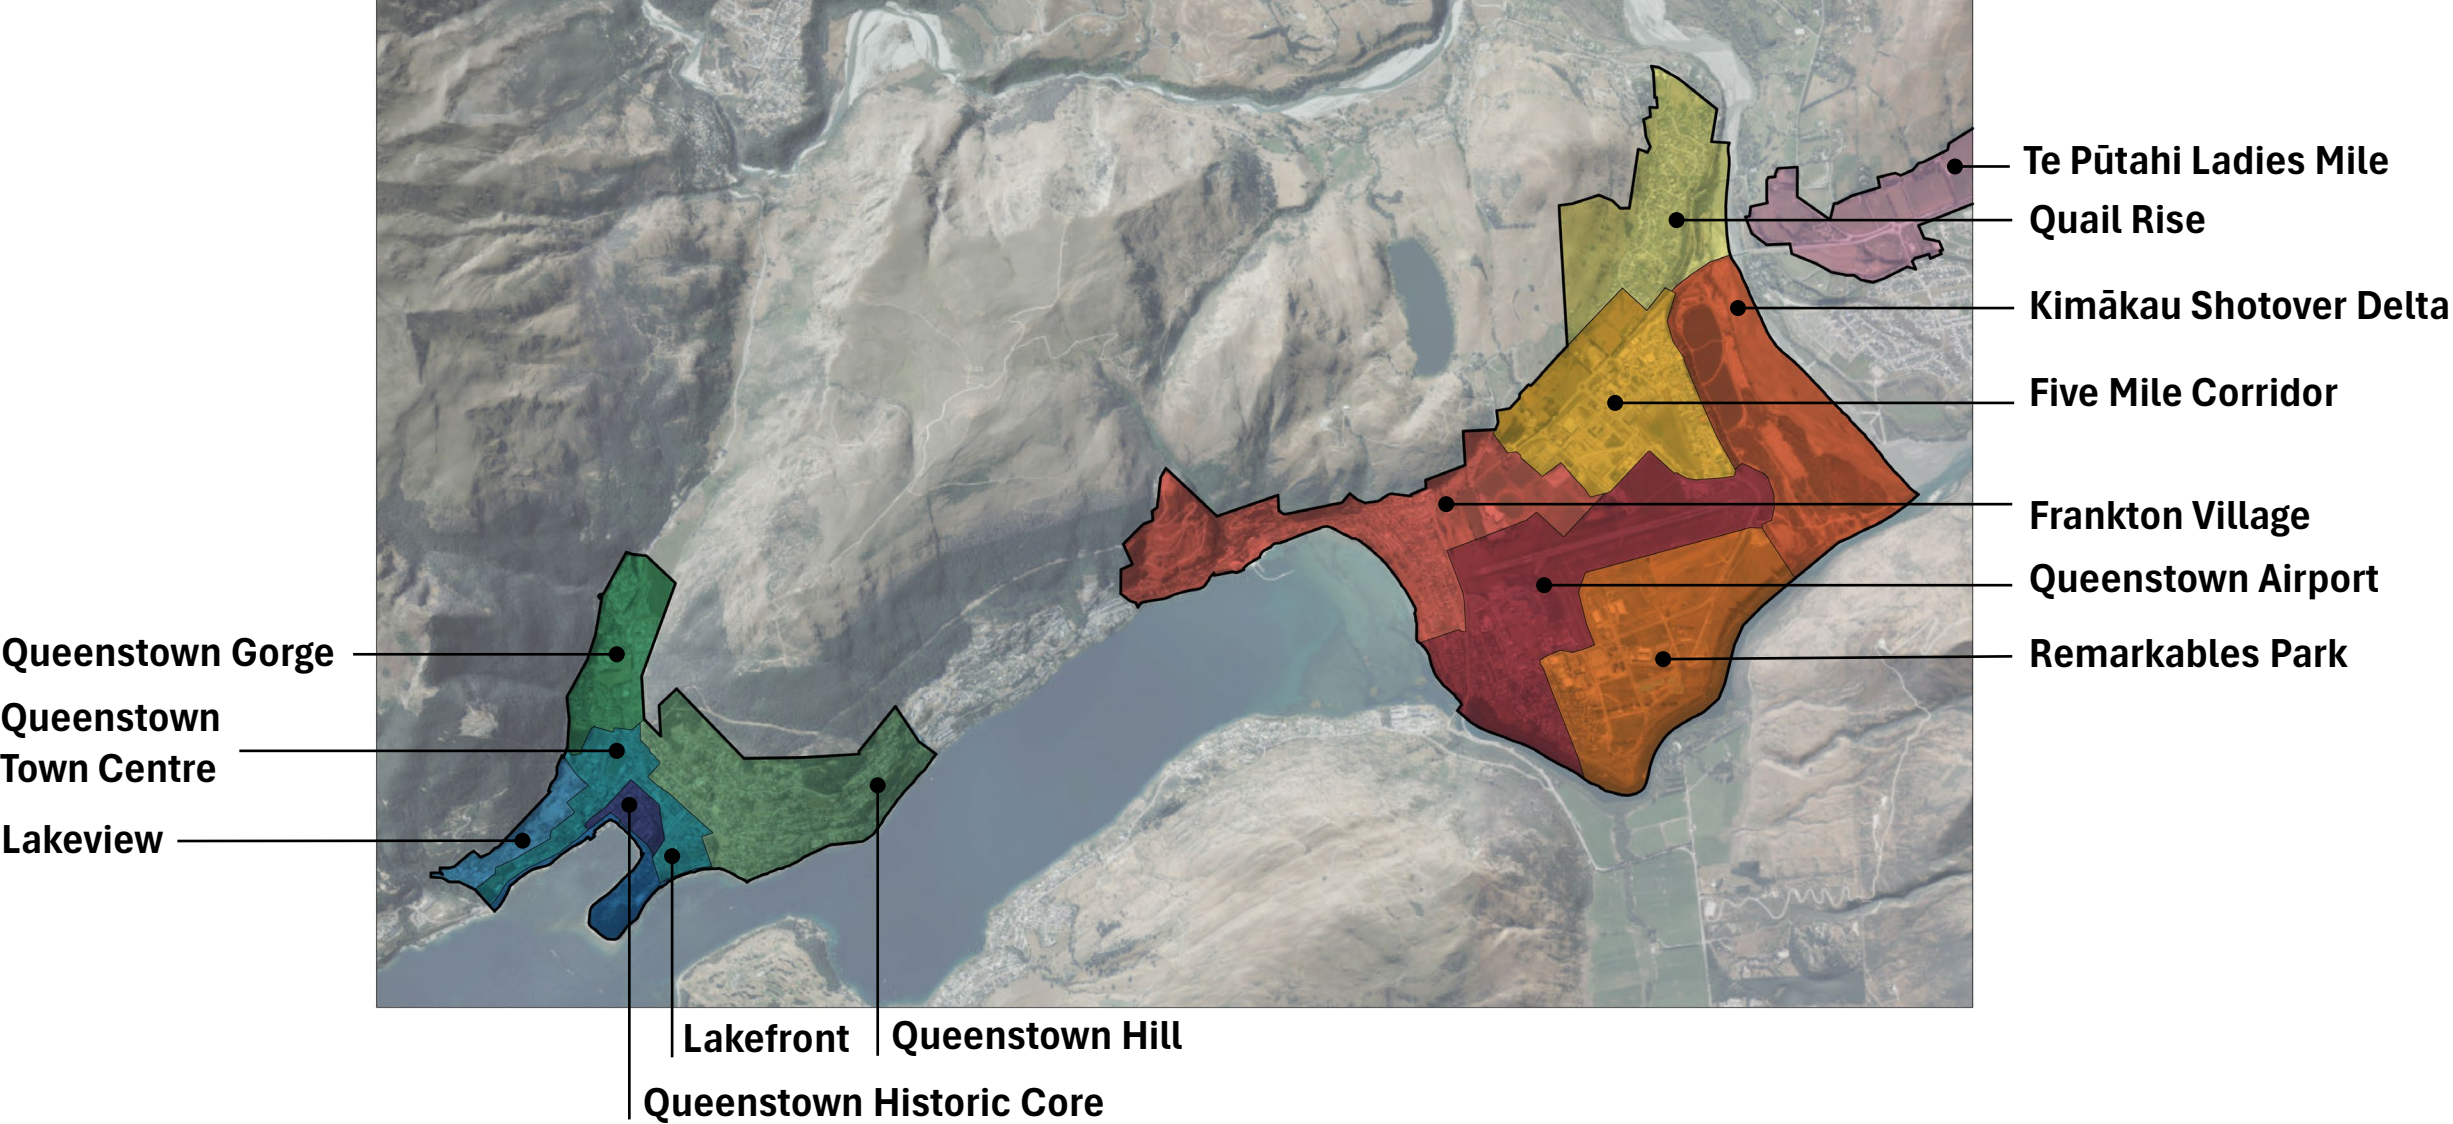 Te Pūtahi Ladies Mile
Quail Rise
Kimākau Shotover Delta
Five Mile Corridor
Frankton Village
Queenstown Airport
Remarkables Park
Queenstown Gorge
Queenstown
Town Centre
Lakeview
Lakefront
Queenstown Hill
Queenstown Historic Core